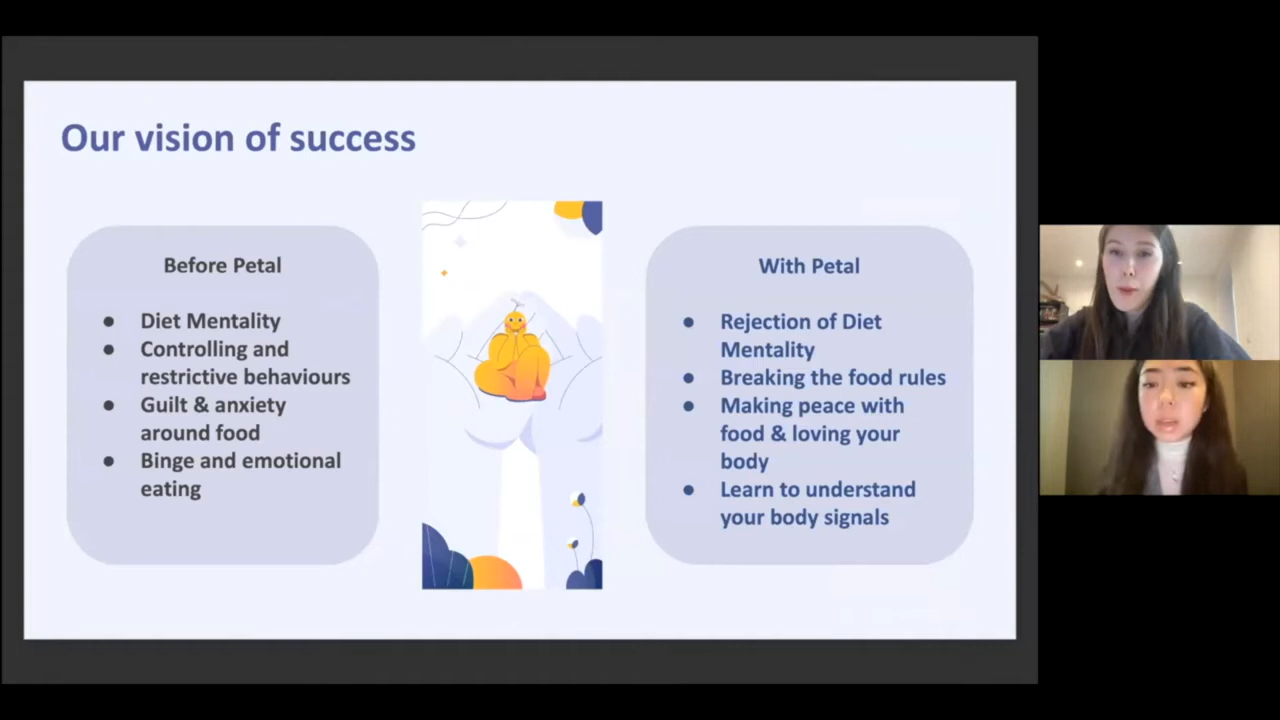 Our vision of success
Before Petal
● Diet Mentality
● Controlling and
restrictive behaviours
● Guilt & anxiety
around food
● Binge and emotional
eating
With Petal
● Rejection of Diet
Mentality
● Breaking the food rules
● Making peace with
food & loving your
body
● Learn to understand
your body signals